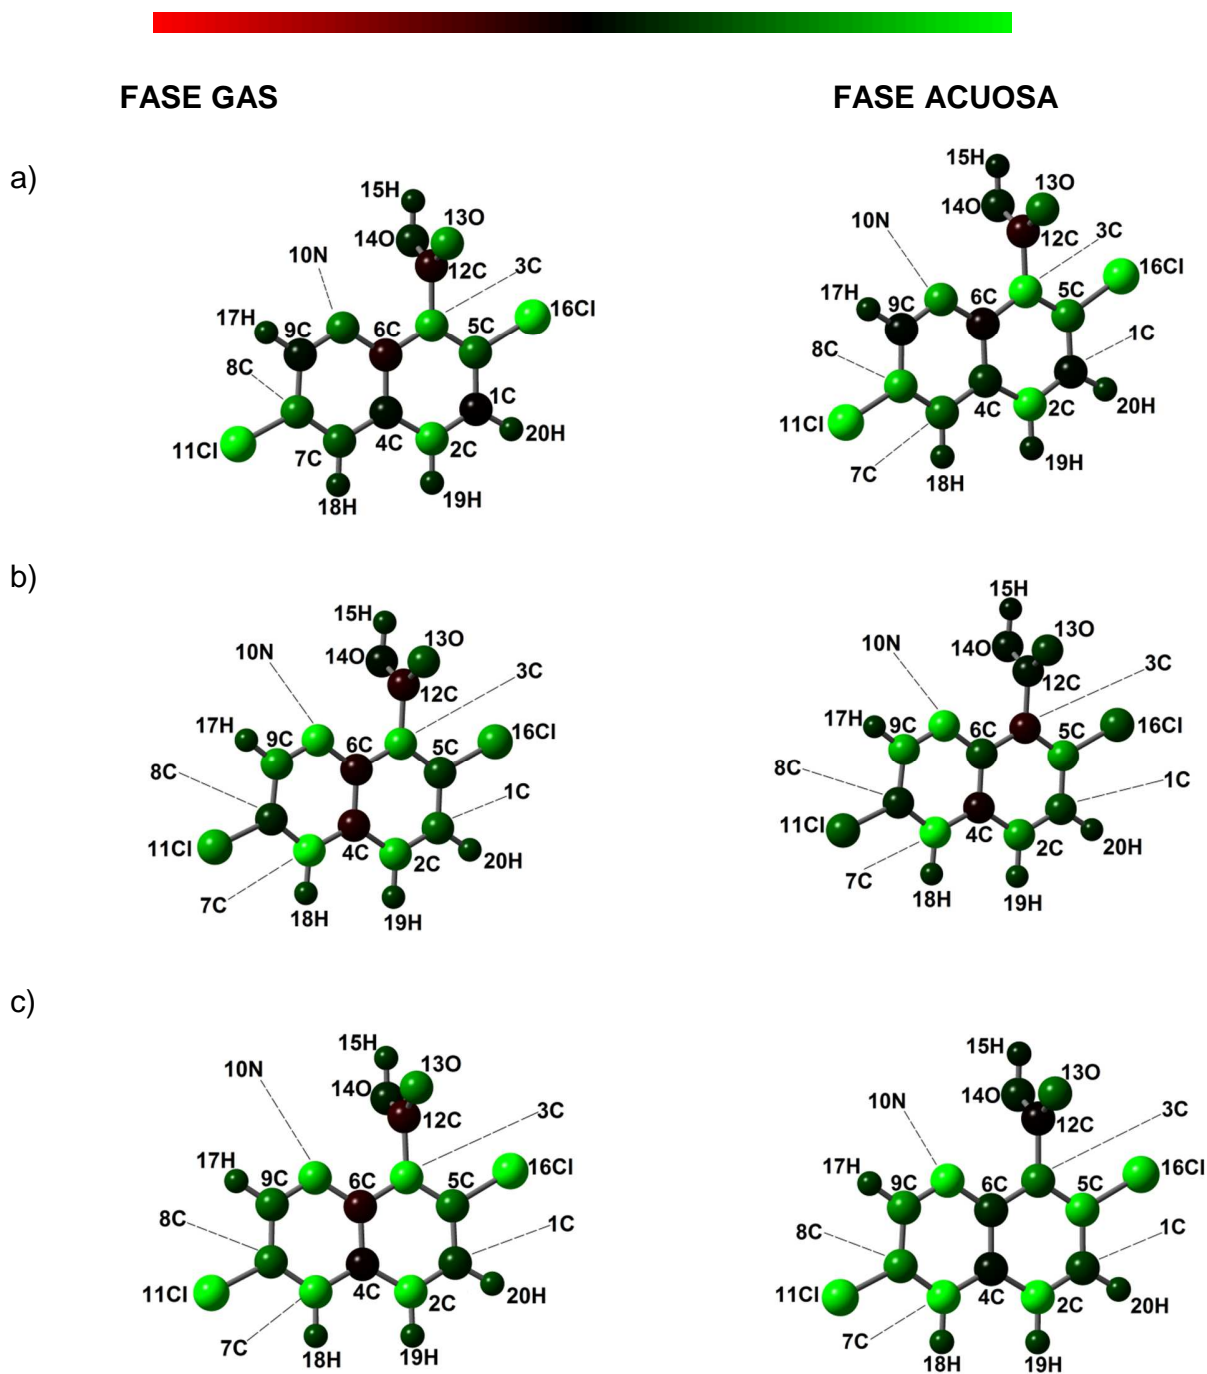 FASE GAS
FASE ACUOSA
a)
15H
13O
14O
10N
12C
3C
16Cl
17H
9C
6C
5C
8C
1C
11Cl
7C
4C
2C
20H
18H
19H
15H
13O
14O
10N
12C
3C
16Cl
17H
9C
6C
5C
1C
8C
11Cl
4C
2C
20H
7C
18H
19H
b)
15H
13O
14O
10N
12C
3C
17H
9C
6C
5C
16Cl
8C
1C
11Cl
4C
2C
20H
7C
18H
19H
15H
13O
14O
10N
12C
3C
17H
9C
6C
5C
16Cl
8C
1C
11Cl
4C
2C
20H
7C
18H
19H
c)
15H
13O
14O
10N
12C
3C
17H
9C
6C
5C
16Cl
8C
1C
11Cl
4C
2C
20H
7C
18H
19H
15H
13O
14O
10N
12C
3C
17H
9C
6C
5C
16Cl
8C
1C
11Cl
4C
2C
20H
7C
18H
19H